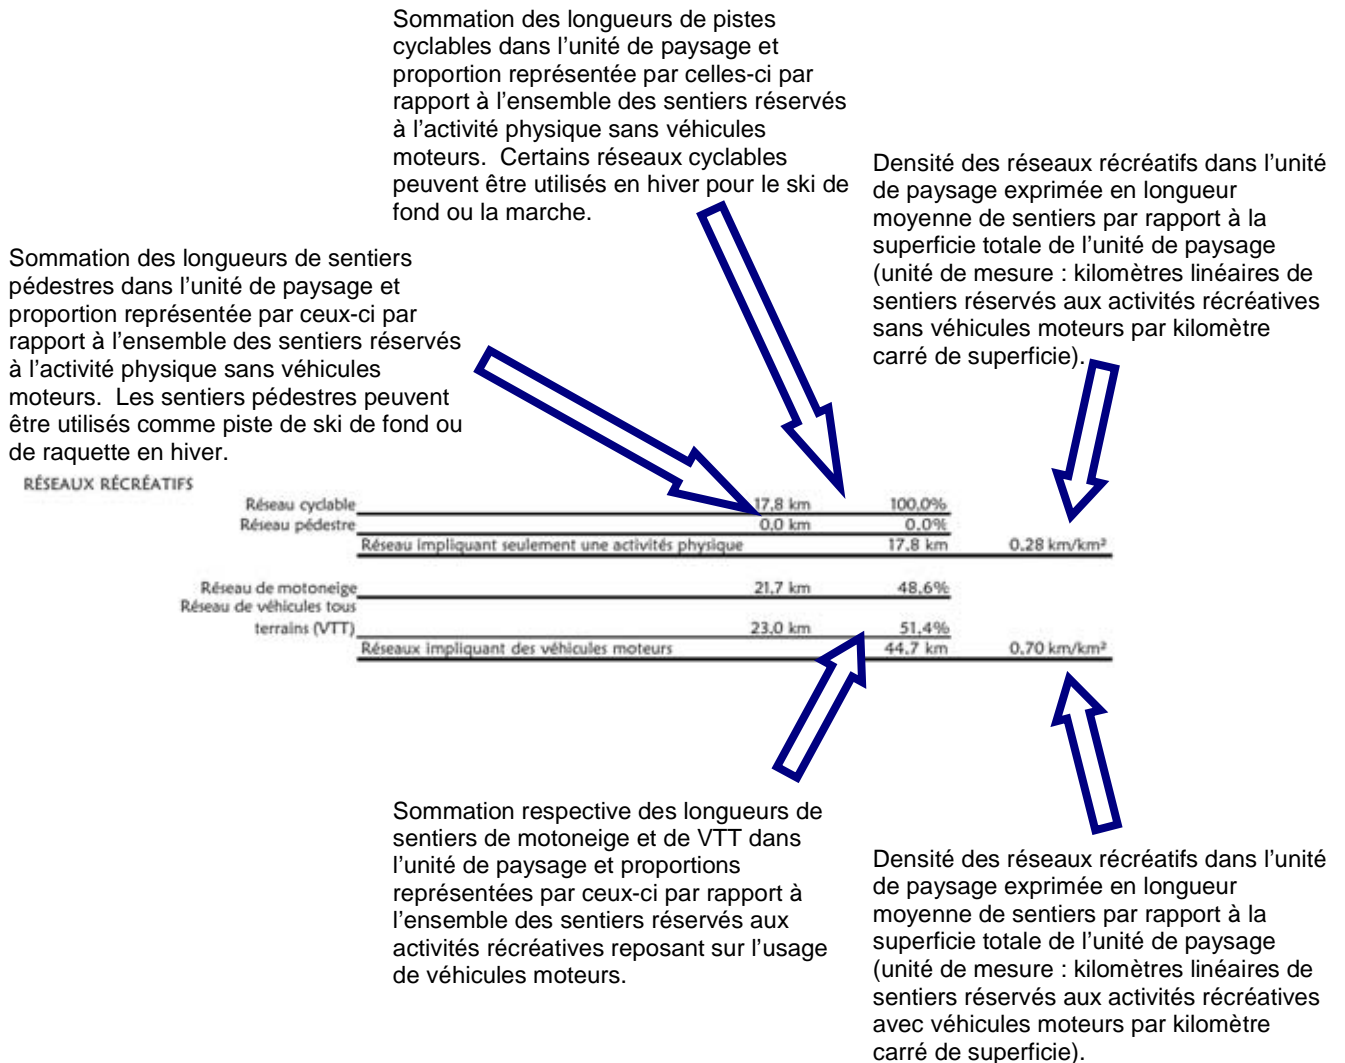 Sommation des longueurs de pistes
cyclables dans l’unité de paysage et
proportion représentée par celles-ci par
rapport à l’ensemble des sentiers réservés
à l’activité physique sans véhicules
moteurs.  Certains réseaux cyclables
peuvent être utilisés en hiver pour le ski de
fond ou la marche.
Densité des réseaux récréatifs dans l’unité
de paysage exprimée en longueur
moyenne de sentiers par rapport à la
superficie totale de l’unité de paysage
(unité de mesure : kilomètres linéaires de
sentiers réservés aux activités récréatives
sans véhicules moteurs par kilomètre
carré de superficie).
Sommation des longueurs de sentiers
pédestres dans l’unité de paysage et
proportion représentée par ceux-ci par
rapport à l’ensemble des sentiers réservés
à l’activité physique sans véhicules
moteurs.  Les sentiers pédestres peuvent
être utilisés comme piste de ski de fond ou
de raquette en hiver.
RÉSEAUX RÉCRÉATIFS
Réseau cyclable 17,8 km 100,0%
Réseau pédestre 0,0 km 0,0%
Réseau impliquant seulement une activités physique 17,8 km 0,28 km/km²
Réseau de motoneige 21,7 km 48,6%
Réseau de véhicules tous
terrains (VTT) 23,0 km 51,4%
Réseaux impliquant des véhicules moteurs 44,7 km 0,70 km/km²
Sommation respective des longueurs de
sentiers de motoneige et de VTT dans
l’unité de paysage et proportions
représentées par ceux-ci par rapport à
l’ensemble des sentiers réservés aux
activités récréatives reposant sur l’usage
de véhicules moteurs.
Densité des réseaux récréatifs dans l’unité
de paysage exprimée en longueur
moyenne de sentiers par rapport à la
superficie totale de l’unité de paysage
(unité de mesure : kilomètres linéaires de
sentiers réservés aux activités récréatives
avec véhicules moteurs par kilomètre
carré de superficie).